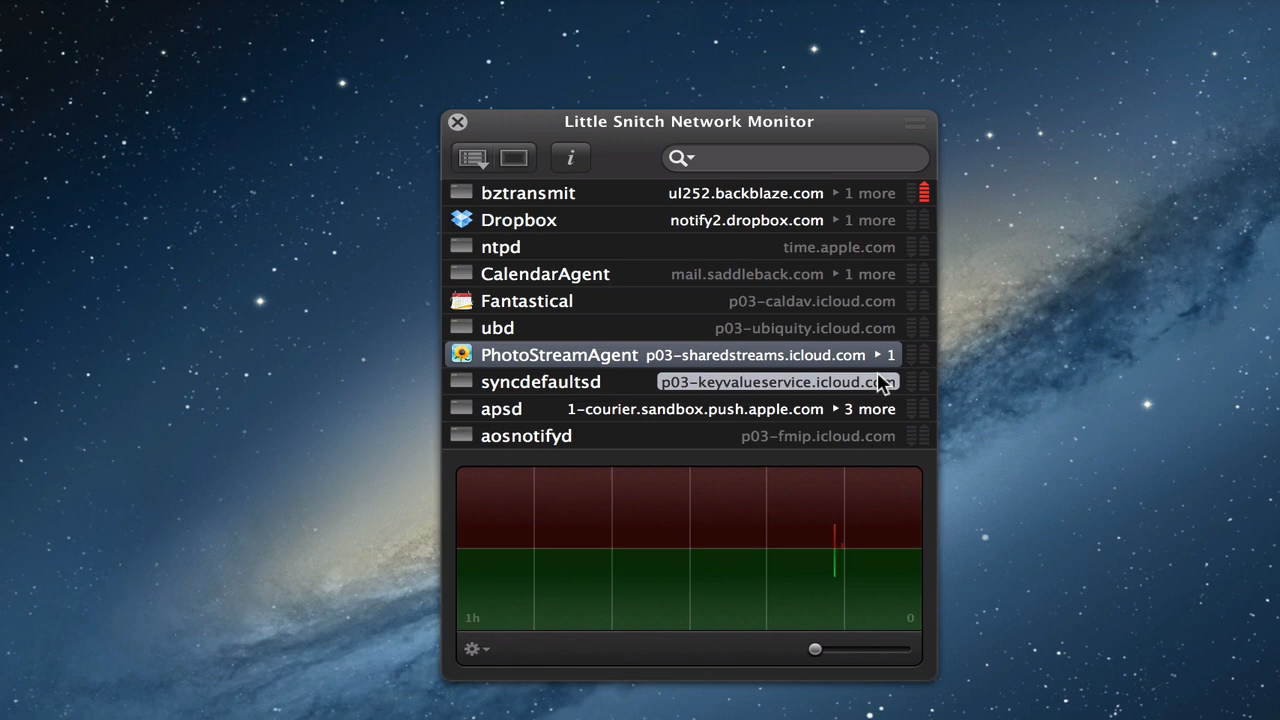 Little Snitch Network Monitor
i
bztransmit ul252.backblaze.com 1 more
Dropbox notify2.dropbox.com 1 more
ntpd time.apple.com
CalendarAgent mail.saddleback.com 1 more
Fantastical p03-caldav.icloud.com
ubd p03-ubiquity.icloud.com
PhotoStreamAgent p03-sharedstreams.icloud.com 1
syncdefaultsd p03-keyvalueservice.icloud.com
apsd 1-courier.sandbox.push.apple.com 3 more
aosnotifyd p03-fmip.icloud.com
1h 0